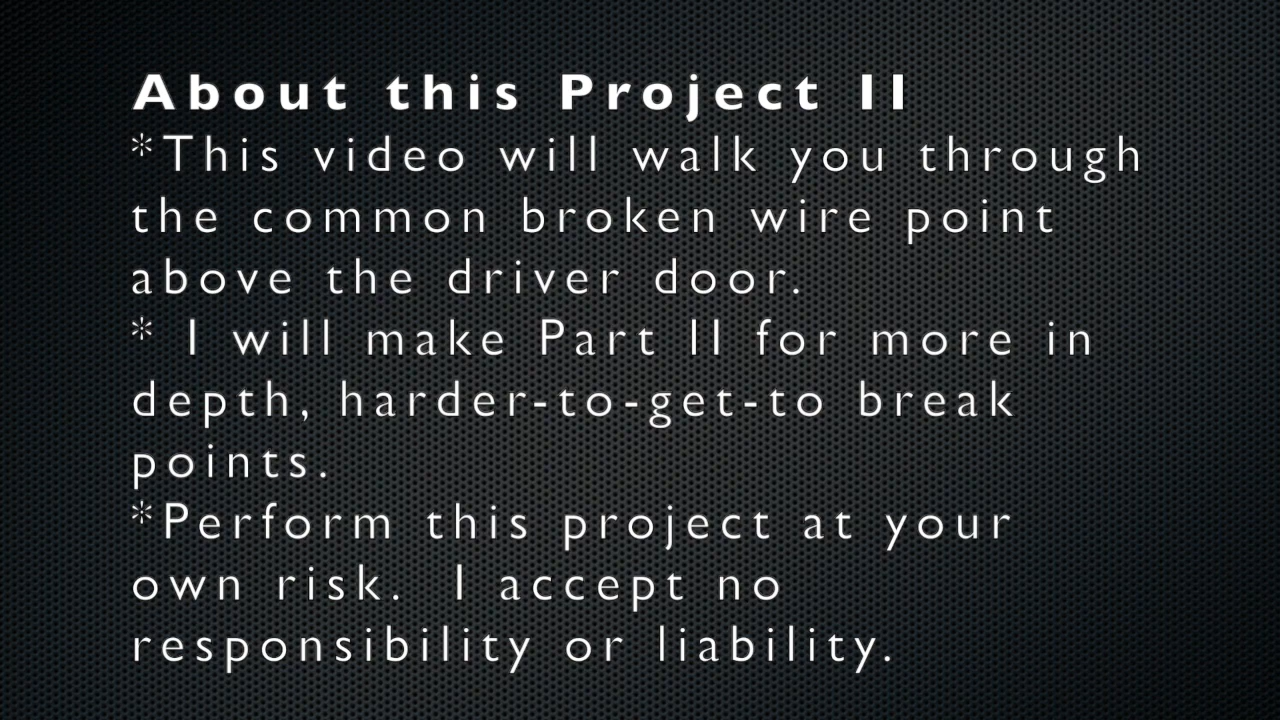 About this Project II
*This video will walk you through
the common broken wire point
above the driver door.
* I will make Part II for more in
depth, harder-to-get-to break
points.
*Perform this project at your
own risk.  I accept no
responsibility or liability.